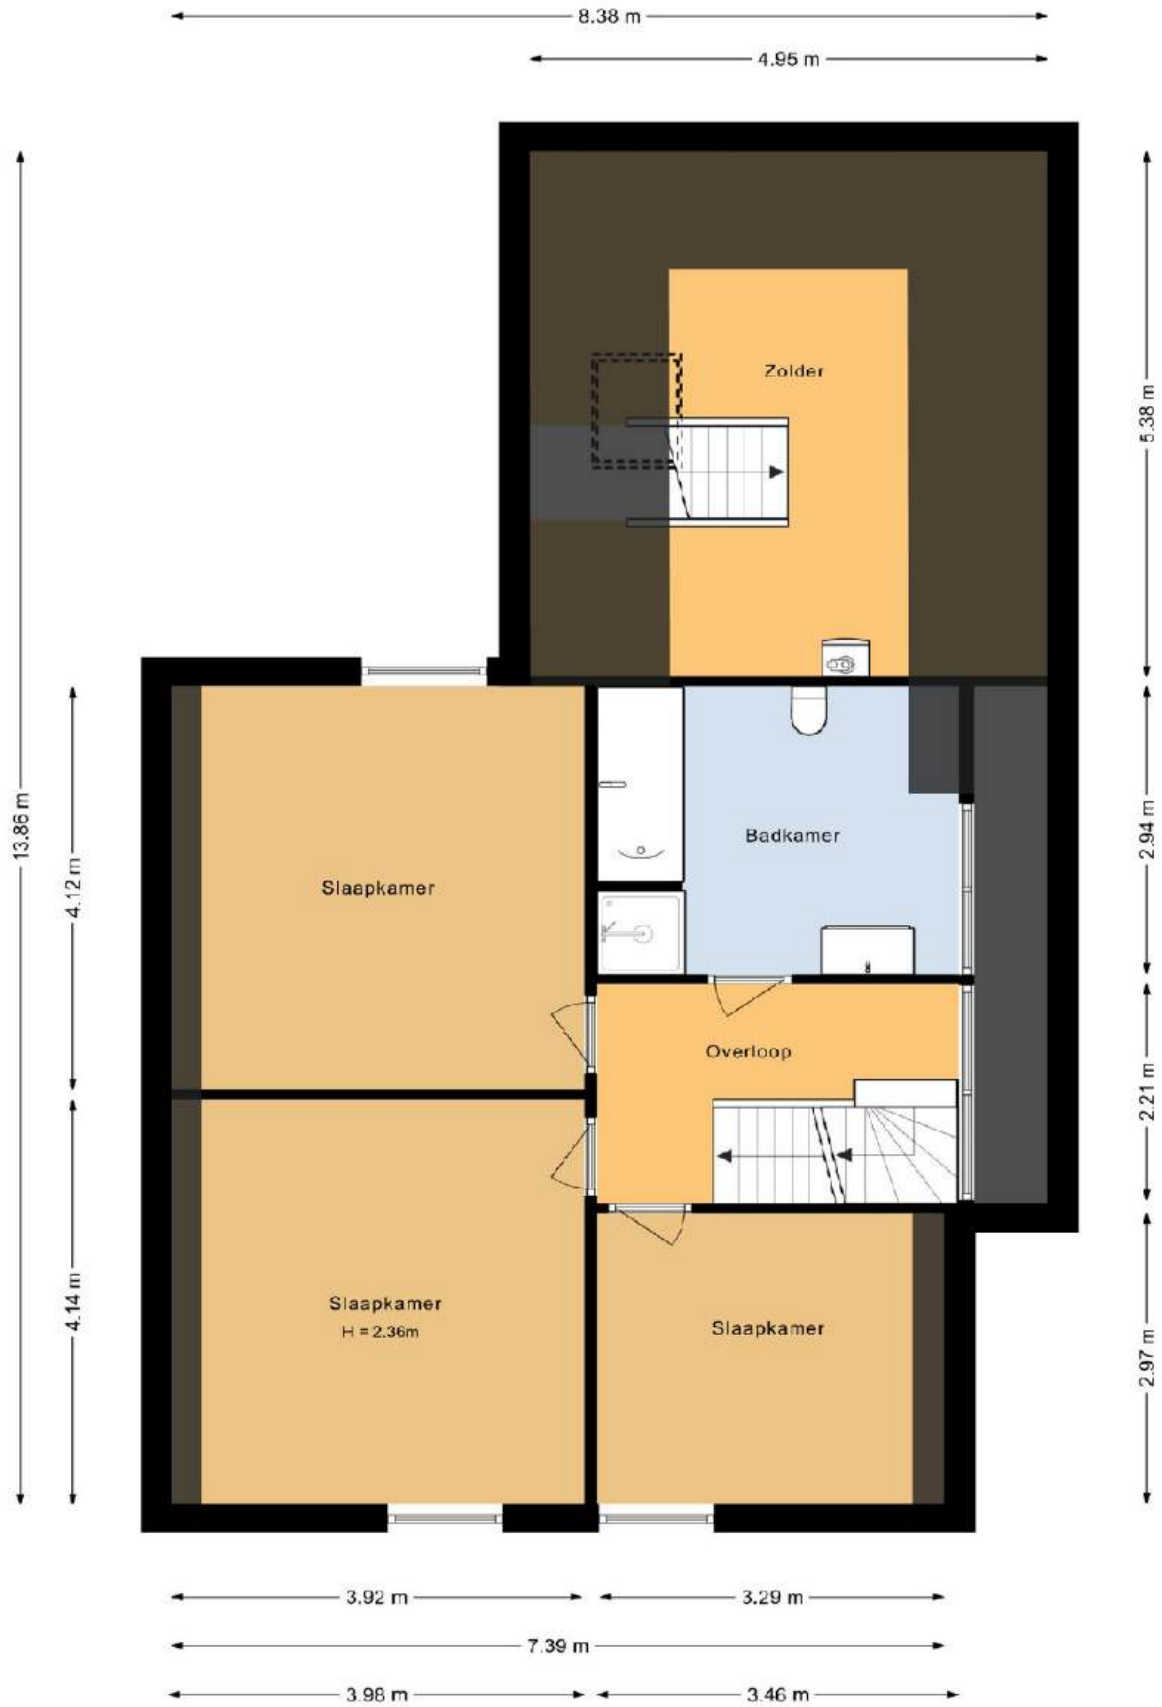 8.38 m
4.95 m
Zolder
5.38 m
13.86 m
4.12 m
Slaapkamer
Badkamer
2.94 m
Overloop
2.21 m
4.14 m
Slaapkamer
H = 2.36m
Slaapkamer
2.97 m
3.92 m
3.29 m
7.39 m
3.98 m
3.46 m